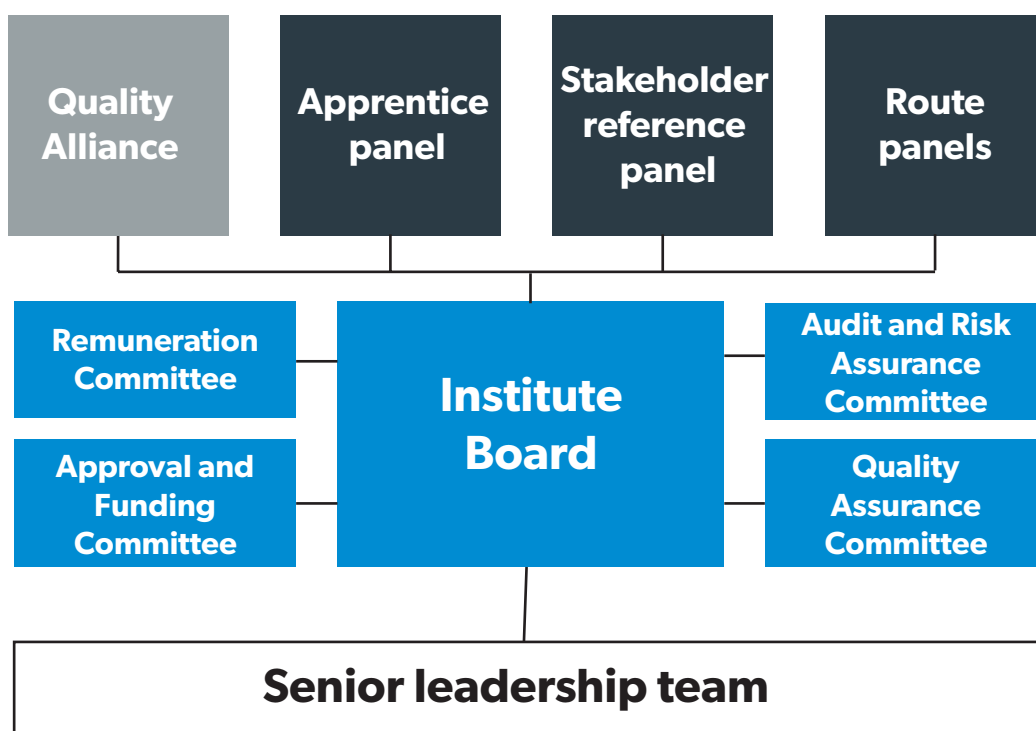 Quality
Alliance
Apprentice
panel
Stakeholder
reference
panel
Route
panels
Remuneration
Committee
Institute
Board
Audit and Risk
Assurance
Committee
Approval and
Funding
Committee
Quality
Assurance
Committee
Senior leadership team